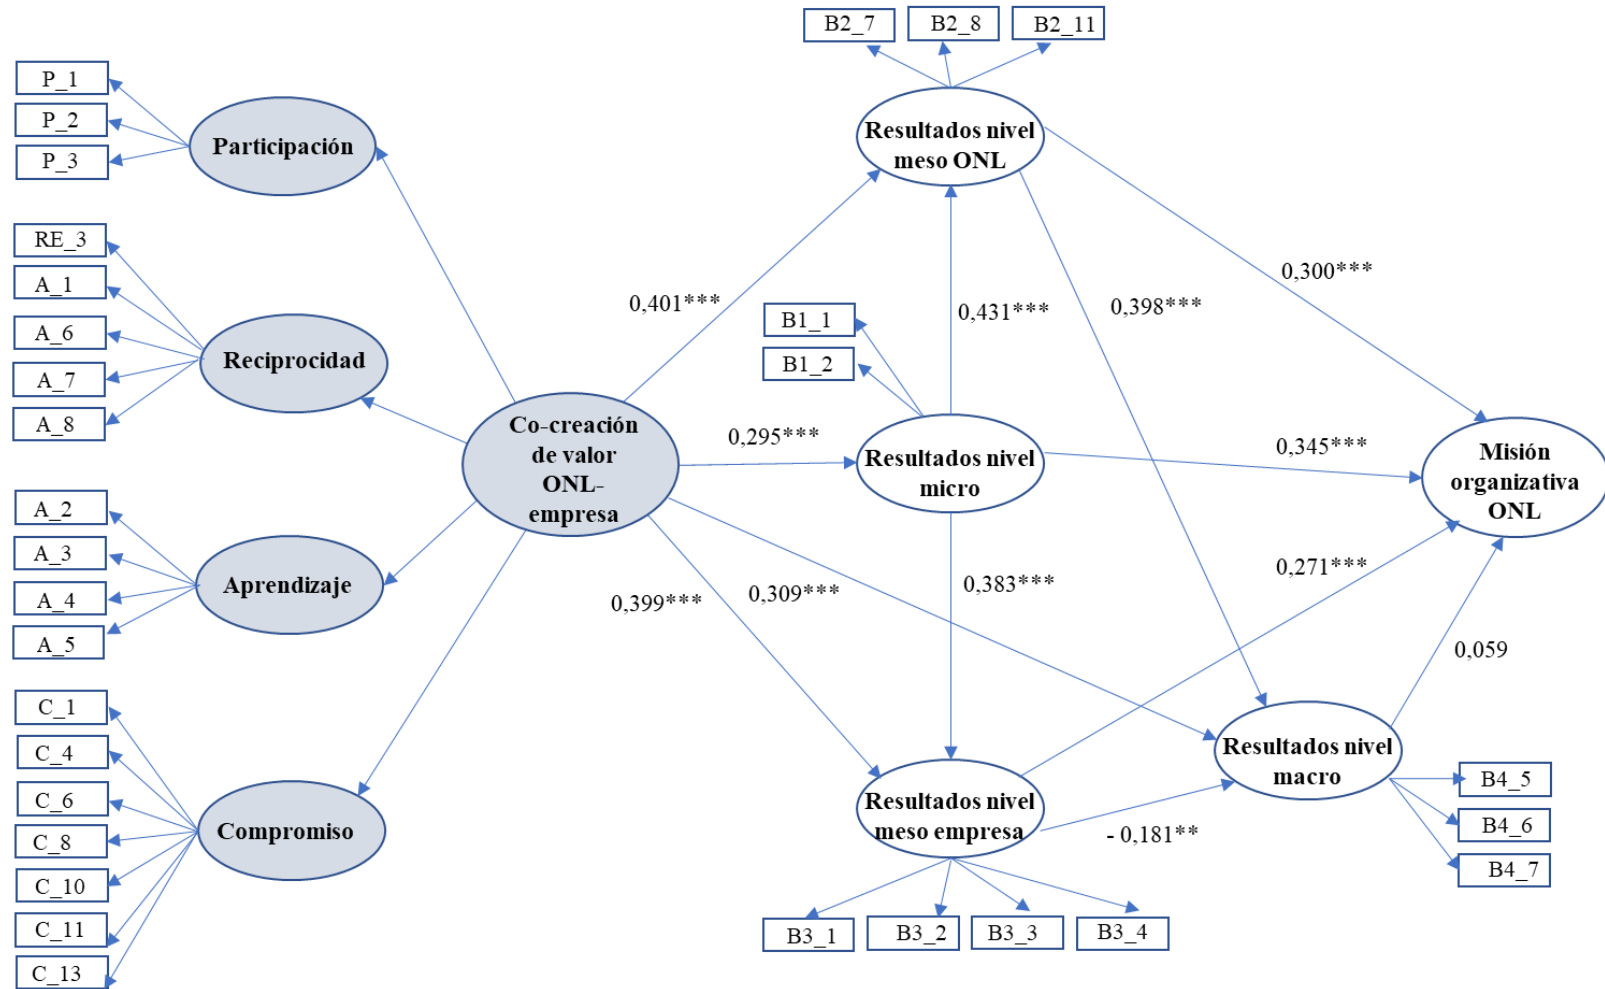 B2_7
B2_8
B2_11
P_1
P_2
P_3
Participación
Resultados nivel
meso ONL
RE_3
A_1
A_6
A_7
A_8
Reciprocidad
0,401***
0,431***
0,398***
0,300***
B1_1
B1_2
Co-creación
de valor
ONL-
empresa
0,295***
Resultados nivel
micro
0,345***
Misión
organizativa
ONL
A_2
A_3
A_4
A_5
Aprendizaje
0,399***
0,309***
0,383***
0,271***
0,059
C_1
C_4
C_6
C_8
C_10
C_11
C_13
Compromiso
Resultados nivel
meso empresa
- 0,181**
Resultados nivel
macro
B4_5
B4_6
B4_7
B3_1
B3_2
B3_3
B3_4